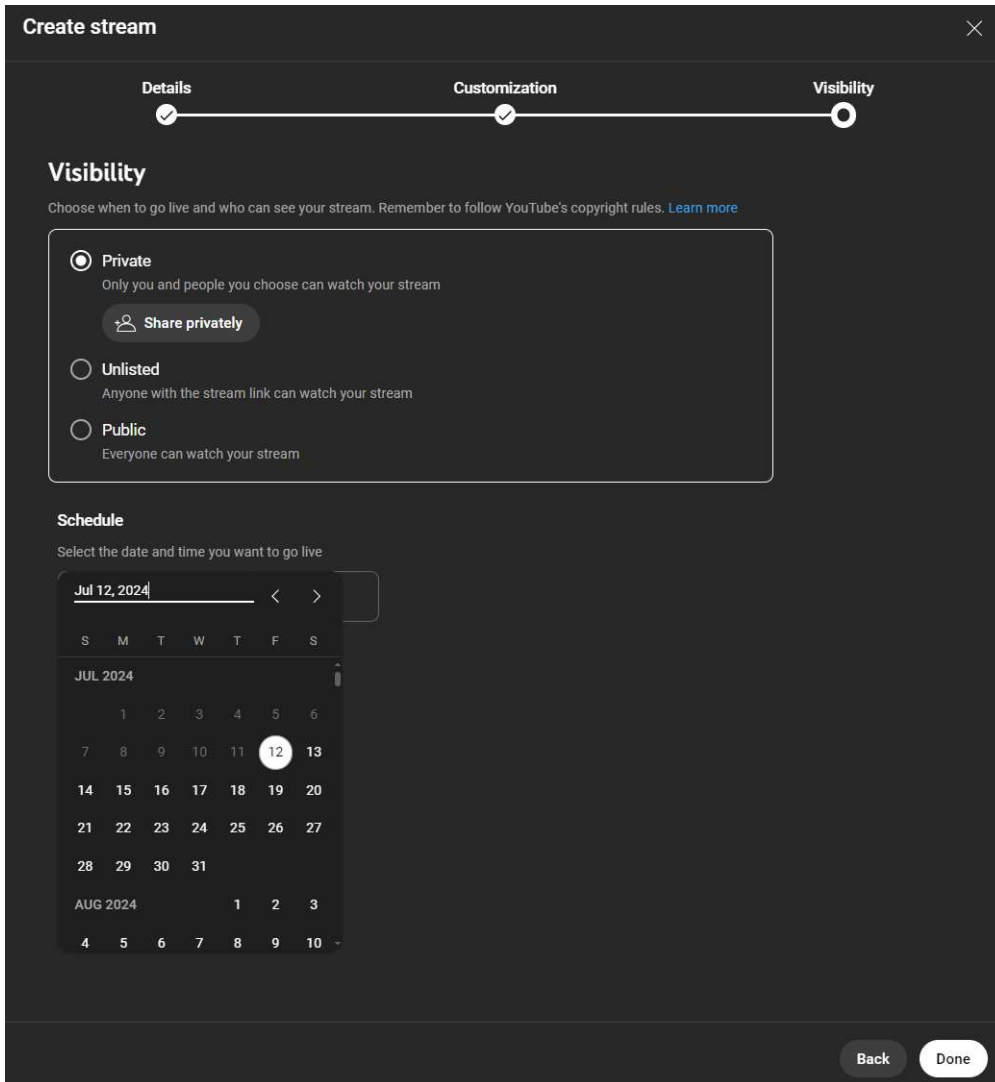 Create stream
Details Customization Visibility
Visibility
Choose when to go live and who can see your stream. Remember to follow YouTube's copyright rules. Learn more
Private
Only you and people you choose can watch your stream
Share privately
Unlisted
Anyone with the stream link can watch your stream
Public
Everyone can watch your stream
Schedule
Select the date and time you want to go live
Jul 12, 2024
S M T W T F S
JUL 2024
1 2 3 4 5 6
7 8 9 10 11 12 13
14 15 16 17 18 19 20
21 22 23 24 25 26 27
28 29 30 31
AUG 2024 1 2 3
4 5 6 7 8 9 10
Back Done